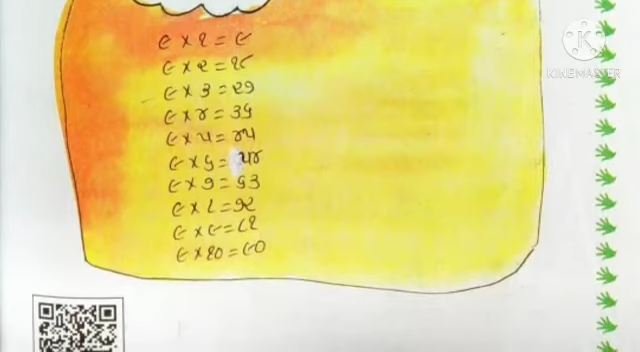 ૯ × ૧ = ૯
૯ × ૨ = ૧૮
૯ × ૩ = ૨૭
૯ × ૪ = ૩૬
૯ × ૫ = ૪૫
૯ × ૬ = ૫૪
૯ × ૭ = ૬૩
૯ × ૮ = ૭૨
૯ × ૯ = ૮૧
૯ × ૧૦ = ૯૦
KINEMASTER